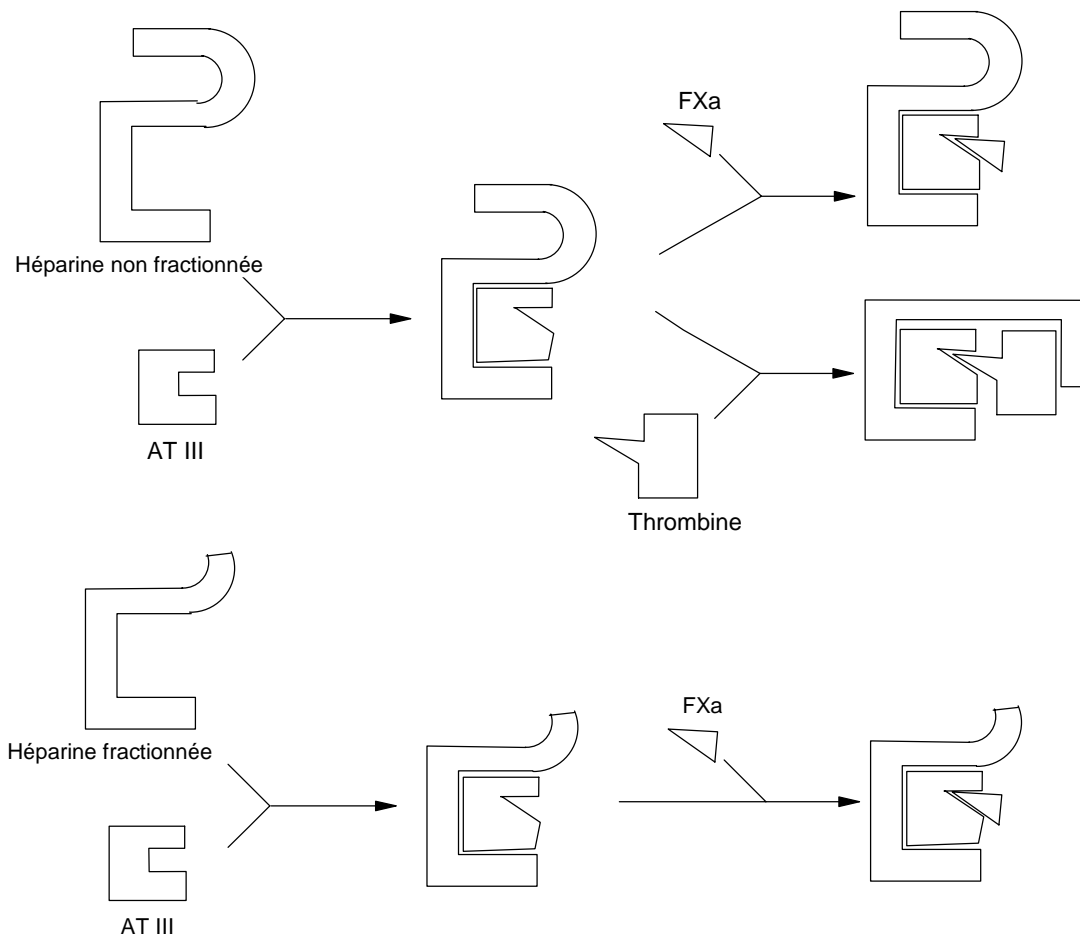 FXa
Héparine non fractionnée
AT III
Thrombine
Héparine fractionnée
FXa
AT III